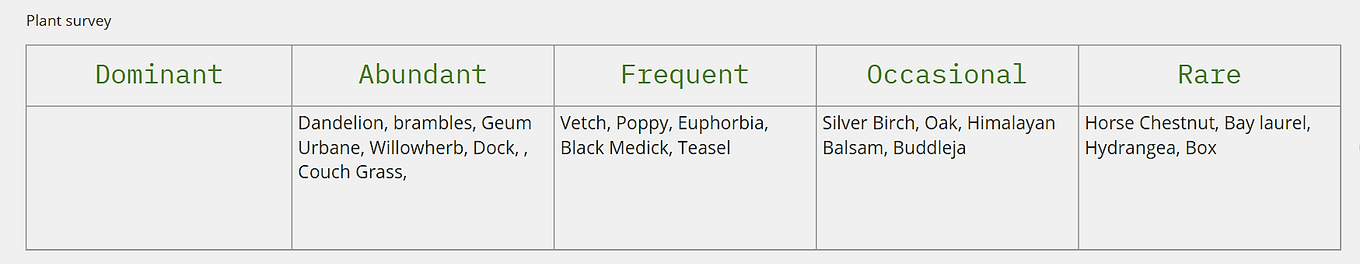 Plant survey
Dominant
Abundant
Frequent
Occasional
Rare
Dandelion, brambles, Geum
Urbane, Willowherb, Dock, ,
Couch Grass,
Vetch, Poppy, Euphorbia,
Black Medick, Teasel
Silver Birch, Oak, Himalayan
Balsam, Buddleja
Horse Chestnut, Bay laurel,
Hydrangea, Box